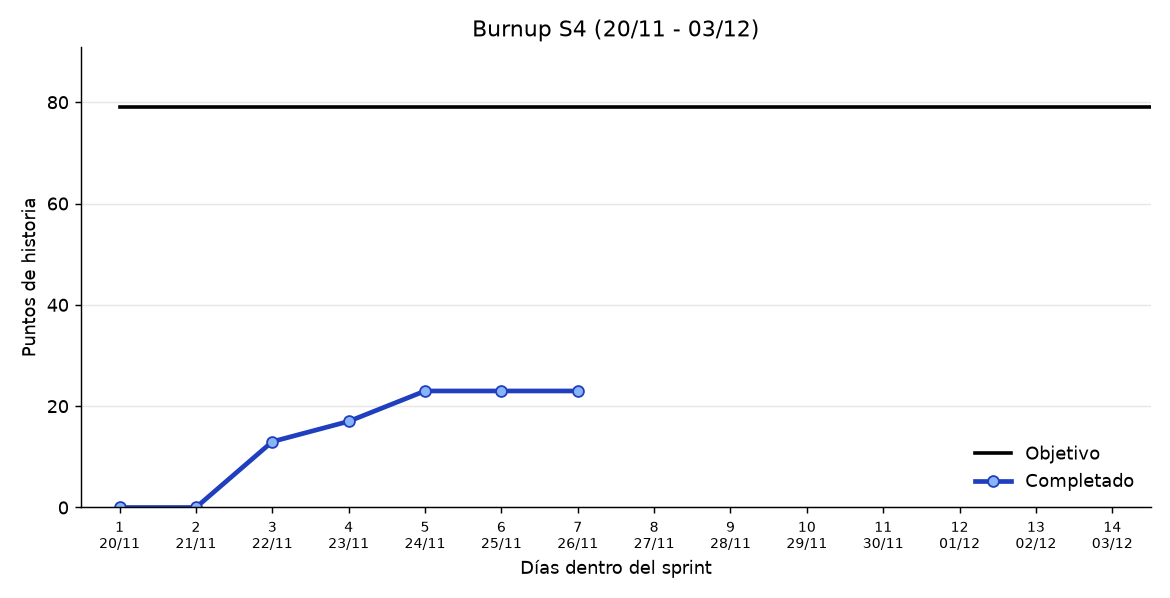 Burnup S4 (20/11 - 03/12)
Puntos de historia
80
60
40
20
0
Objetivo
Completado
1 2 3 4 5 6 7 8 9 10 11 12 13 14
20/11 21/11 22/11 23/11 24/11 25/11 26/11 27/11 28/11 29/11 30/11 01/12 02/12 03/12
Días dentro del sprint